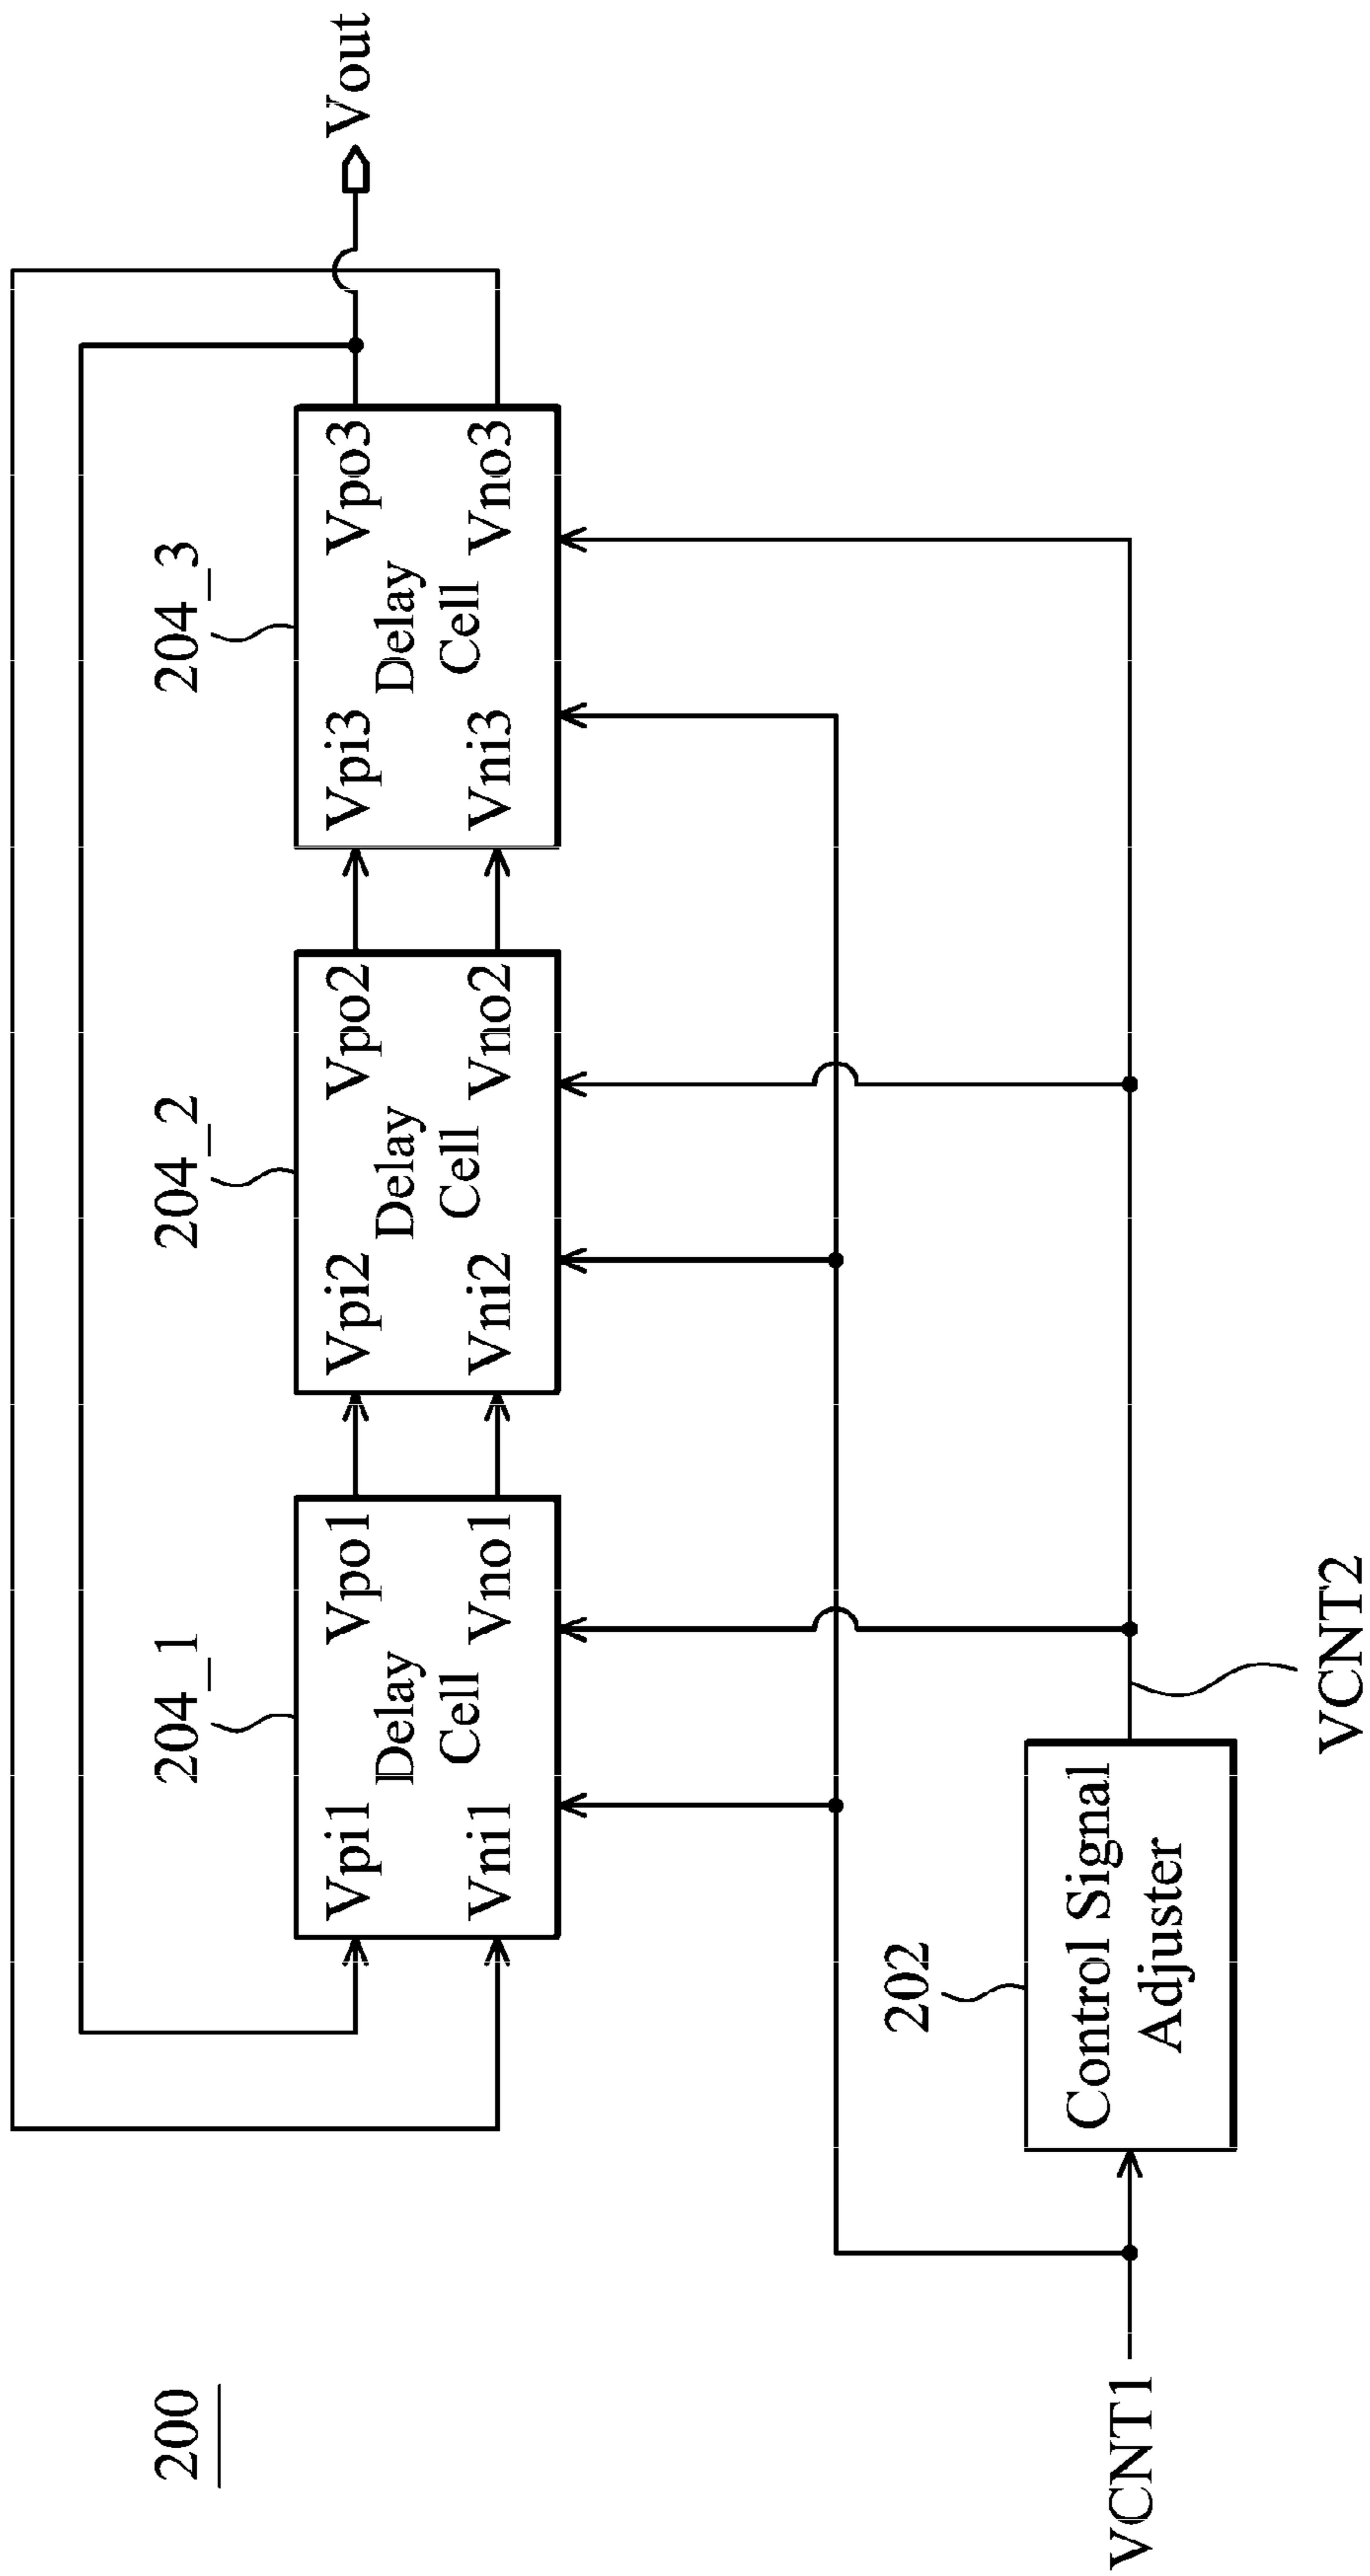 200
204_1
204_2
204_3
Vpi1
Vpo1
Delay
Cell
Vni1
Vno1
Vpi2
Vpo2
Delay
Cell
Vni2
Vno2
Vpi3
Vpo3
Delay
Cell
Vni3
Vno3
Vout
202
Control Signal
Adjuster
VCNT1
VCNT2